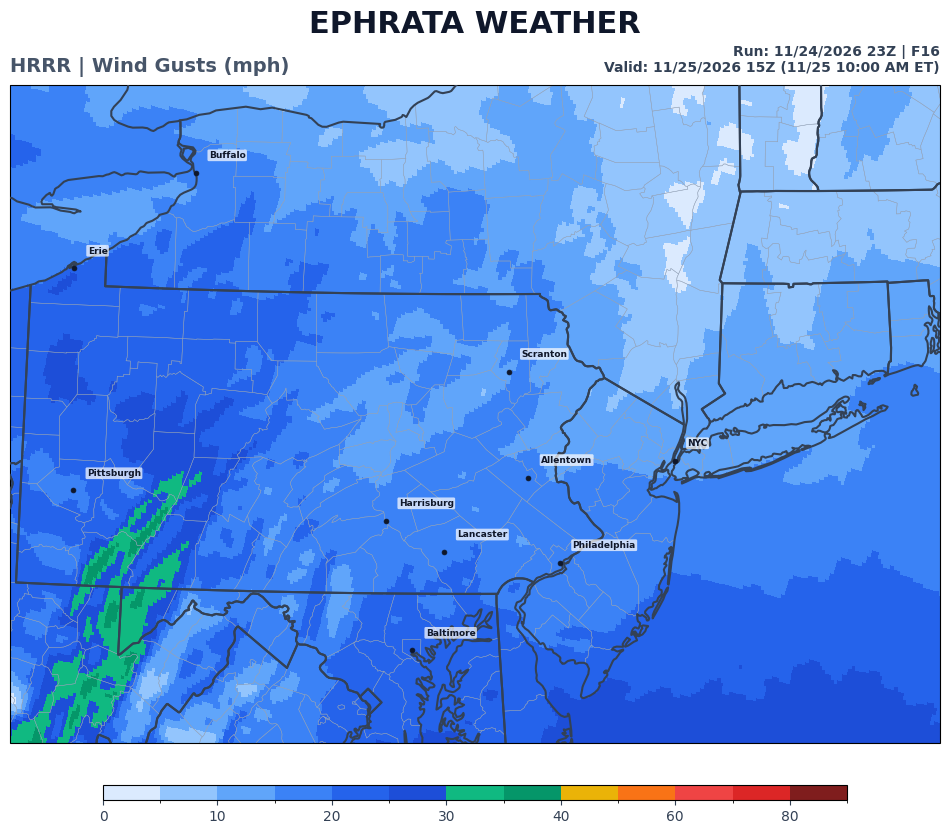 EPHRATA WEATHER
HRRR | Wind Gusts (mph)
Run: 11/24/2026 23Z | F16
Valid: 11/25/2026 15Z (11/25 10:00 AM ET)
Buffalo
Erie
Scranton
NYC
Allentown
Pittsburgh
Harrisburg
Lancaster
Philadelphia
Baltimore
0 10 20 30 40 50 60 70 80